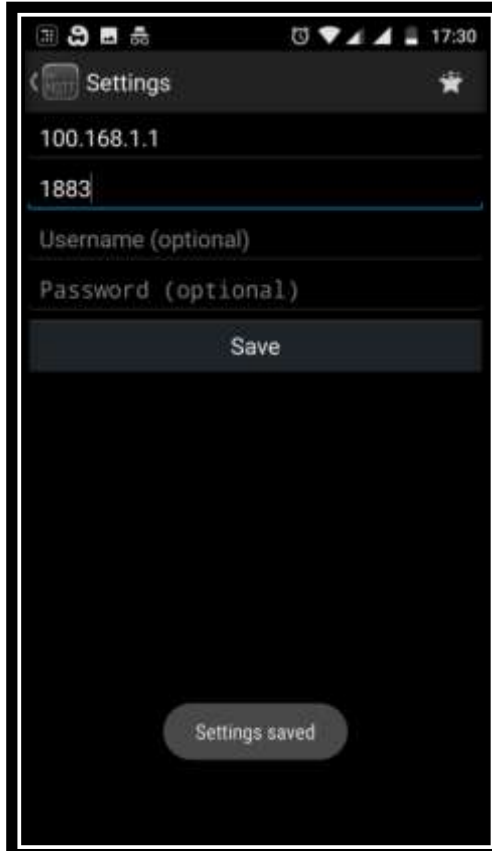 17:30
Settings
100.168.1.1
1883
Username (optional)
Password (optional)
Save
Settings saved